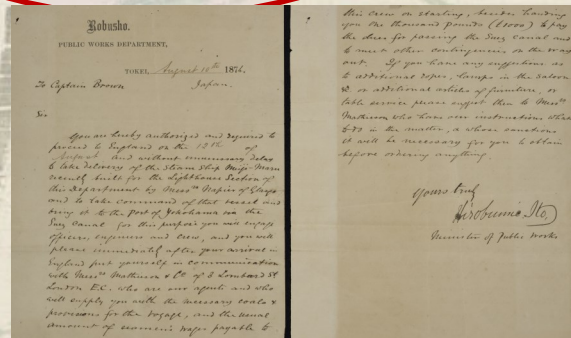 Kobusho.
PUBLIC WORKS DEPARTMENT,
TOKEI, August 10th 1874.
Japan.
To Captain Brown
Sir
You are hereby authorized and required to
proceed to England on the 12th of
August and without unnecessary delay
to take delivery of the Steam Ship Meiji-Maru
recently built for the Lighthouse Section of
this Department by Messrs Napier of Glasgow
and to take command of that vessel and
bring it to the Port of Yokohama via the
Suez Canal for this purpose you will engage
officers, engineers and crew, and you will
please immediately after your arrival in
England put yourself in communication
with Messrs Matheson & Co of 3 Lombard St
London E.C. who are our agents and who
will supply you with the necessary coals &
provisions for the voyage, and the usual
amount of seamen's wages payable to
this crew on starting, besides handing
you one thousand pounds (£1000) to pay
the dues for passing the Suez Canal and
to meet other contingencies on the way
out. If you have any suggestions as
to additional ropes, lamps in the saloon
& or additional articles of furniture, or
table service please suggest them to Messrs
Matheson who have our instructions what
to do in the matter, & whose sanction
it will be necessary for you to obtain
before ordering anything.
Yours truly
Hirobumi Ito,
Minister of Public Works